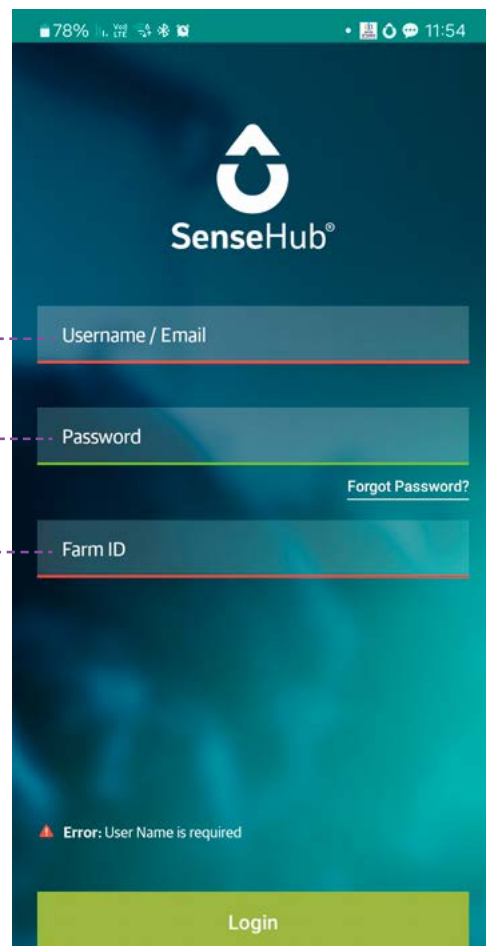 78% 11:54
SenseHub®
Username / Email
Password
Forgot Password?
Farm ID
Error: User Name is required
Login